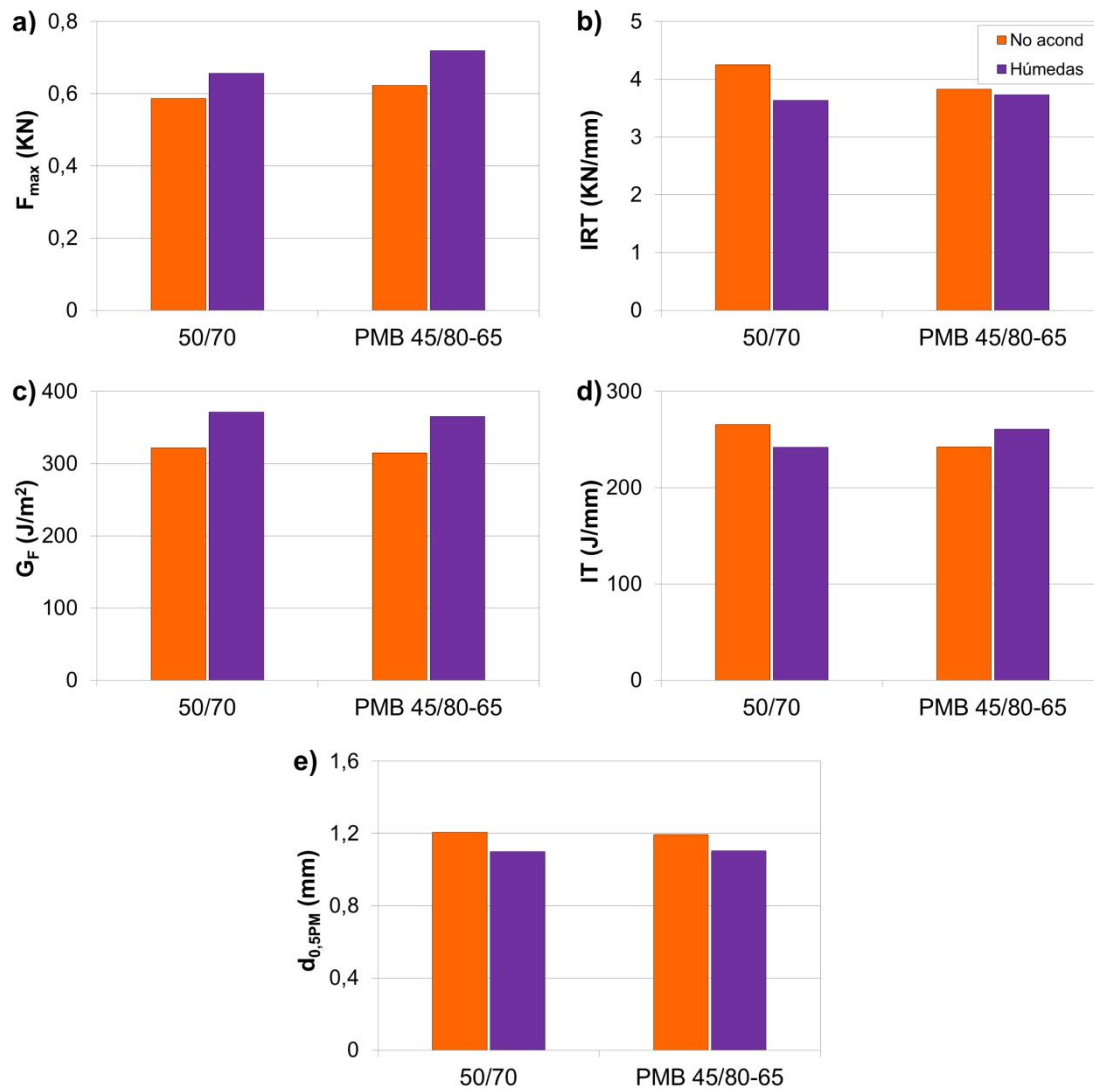 a)
F_max (KN)
0,8
0,6
0,4
0,2
0
50/70 PMB 45/80-65
b)
IRT (KN/mm)
5
4
3
2
1
0
No acond
Húmedas
50/70 PMB 45/80-65
c)
G_F (J/m²)
400
300
200
100
0
50/70 PMB 45/80-65
d)
IT (J/mm)
300
200
100
0
50/70 PMB 45/80-65
e)
d_0,5PM (mm)
1,6
1,2
0,8
0,4
0
50/70 PMB 45/80-65